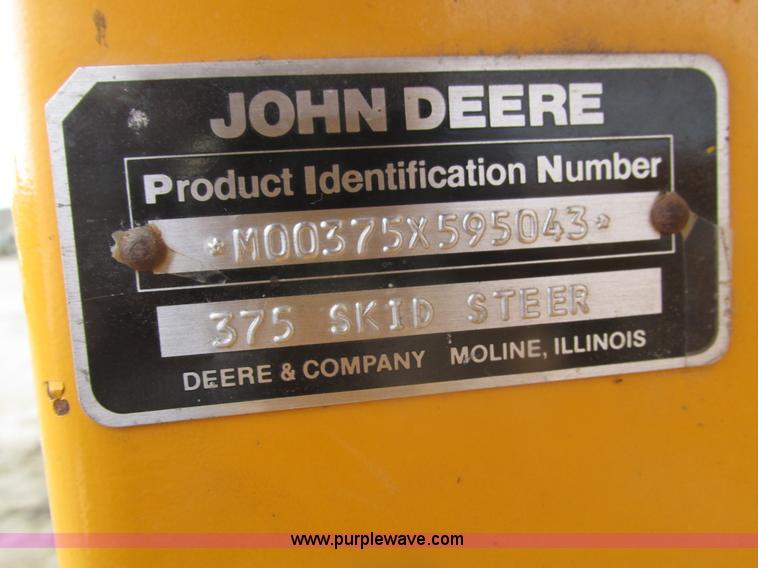 JOHN DEERE
Product Identification Number
*M00375X595043*
375 SKID STEER
DEERE & COMPANY MOLINE, ILLINOIS
www.purplewave.com